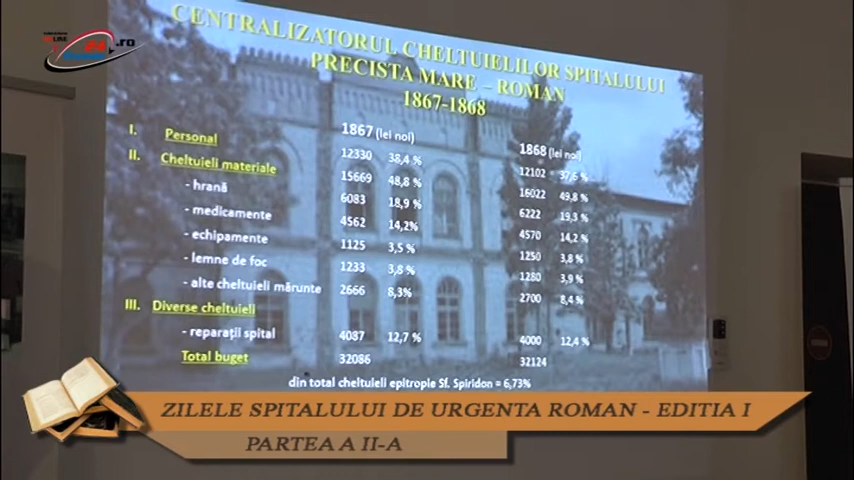 CENTRALIZATORUL CHELTUIELILOR SPITALULUI
PRECISTA MARE – ROMAN
1867-1868
1867 (lei noi) 1868 (lei noi)
I. Personal 12330 38,4 % 12102 37,6 %
II. Cheltuieli materiale 15669 48,8 % 16022 49,8 %
- hrană 6083 18,9 % 6222 19,3 %
- medicamente 4562 14,2% 4570 14,2 %
- echipamente 1125 3,5 % 1250 3,8 %
- lemne de foc 1233 3,8 % 1280 3,9 %
- alte cheltuieli mărunte 2666 8,3% 2700 8,4 %
III. Diverse cheltuieli
- reparații spital 4087 12,7 % 4000 12,4 %
Total buget 32086 32124
din total cheltuieli epitropie Sf. Spiridon = 6,73%
ZILELE SPITALULUI DE URGENTA ROMAN - EDITIA I
PARTEA A II-A
24 .ro